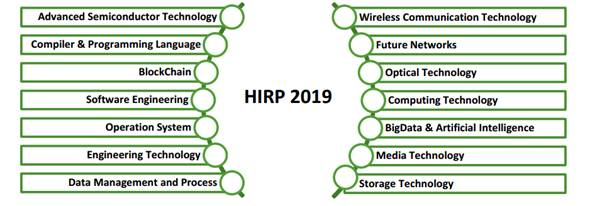 Advanced Semiconductor Technology
Compiler & Programming Language
BlockChain
Software Engineering
Operation System
Engineering Technology
Data Management and Process
HIRP 2019
Wireless Communication Technology
Future Networks
Optical Technology
Computing Technology
BigData & Artificial Intelligence
Media Technology
Storage Technology